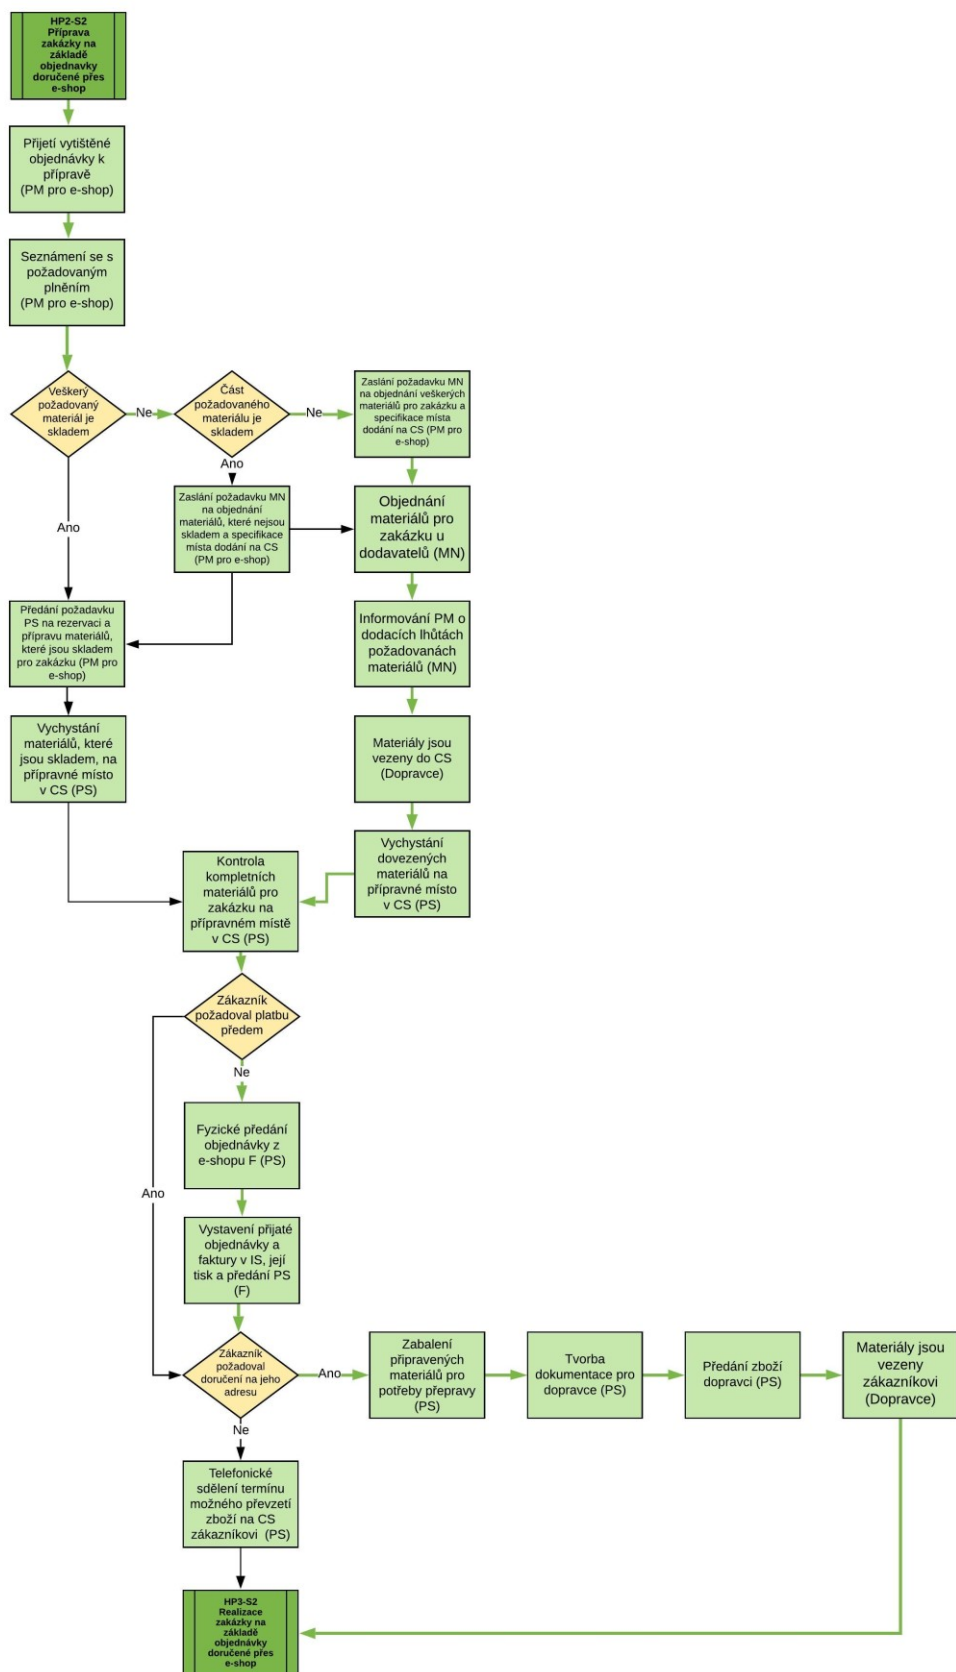 HP2-S2
Příprava
zakázky na
základě
objednavky
doručené přes
e-shop
Přijetí vytištěné
objednávky k
přípravě
(PM pro e-shop)
Seznámení se s
požadovaným
plněním
(PM pro e-shop)
Veškerý
požadovaný
materiál je
skladem
Ne
Část
požadovaného
materiálu je
skladem
Ne
Zaslání požadavku MN
na objednání veškerých
materiálů pro zakázku a
specifikace místa
dodání na CS (PM pro
e-shop)
Ano
Ano
Zaslání požadavku MN
na objednání
materiálů, které nejsou
skladem a specifikace
místa dodání na CS
(PM pro e-shop)
Objednání
materiálů pro
zakázku u
dodavatelů (MN)
Předání požadavku
PS na rezervaci a
přípravu materiálů,
které jsou skladem
pro zakázku (PM pro
e-shop)
Informování PM o
dodacích lhůtách
požadovanách
materiálů (MN)
Vychystání
materiálů, které
jsou skladem, na
přípravné místo
v CS (PS)
Materiály jsou
vezeny do CS
(Dopravce)
Vychystání
dovezených
materiálů na
přípravné místo
v CS (PS)
Kontrola
kompletních
materiálů pro
zakázku na
přípravném místě
v CS (PS)
Zákazník
požadoval platbu
předem
Ne
Fyzické předání
objednávky z
e-shopu F (PS)
Ano
Vystavení přijaté
objednávky a
faktury v IS, její
tisk a předání PS
(F)
Zákazník
požadoval
doručení na jeho
adresu
Ano
Zabalení
připravených
materiálů pro
potřeby přepravy
(PS)
Tvorba
dokumentace pro
dopravce (PS)
Předání zboží
dopravci (PS)
Materiály jsou
vezeny
zákazníkovi
(Dopravce)
Ne
Telefonické
sdělení termínu
možného převzetí
zboží na CS
zákazníkovi (PS)
HP3-S2
Realizace
zakázky na
základě
objednávky
doručené přes
e-shop